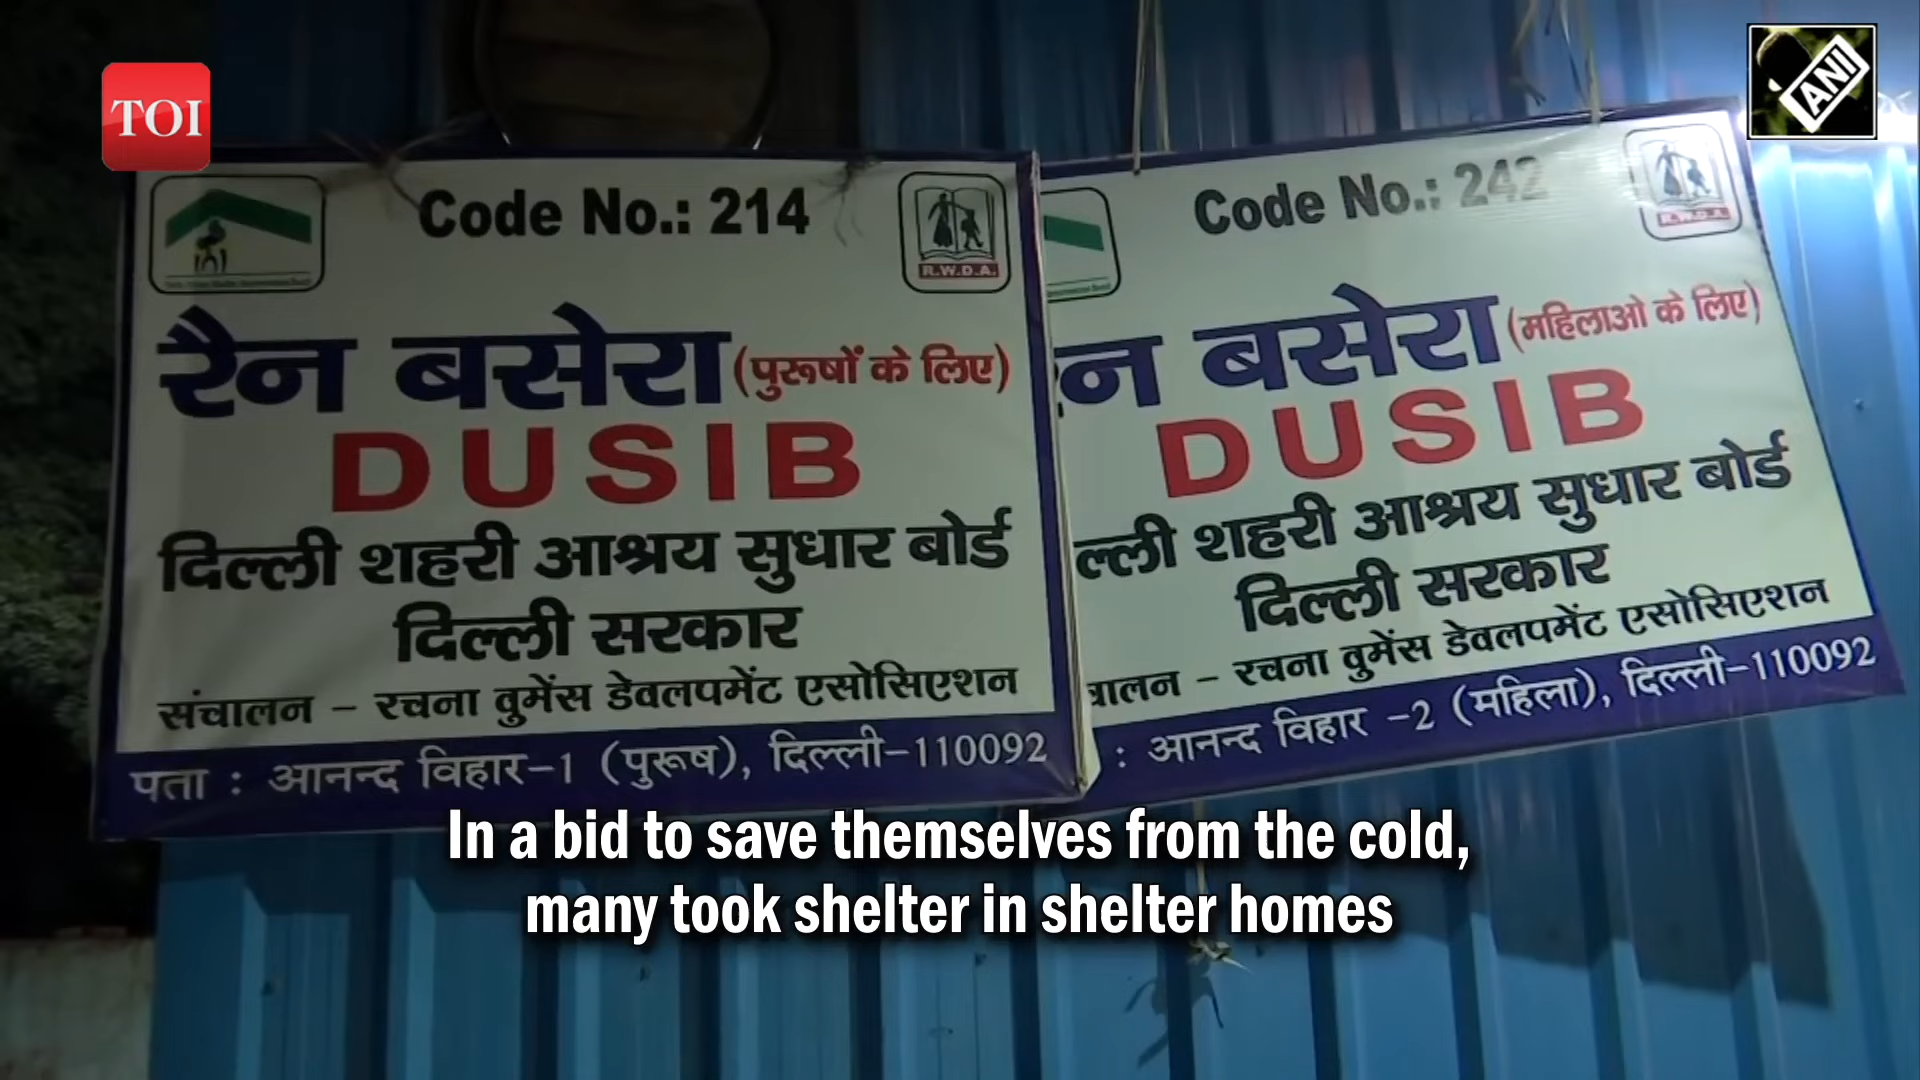 TOI
ANI
Code No.: 214
R.W.D.A.
रैन बसेरा (पुरूषों के लिए)
DUSIB
दिल्ली शहरी आश्रय सुधार बोर्ड
दिल्ली सरकार
संचालन – रचना वुमेंस डेवलपमेंट एसोसिएशन
पता : आनन्द विहार-1 (पुरूष), दिल्ली-110092
Code No.: 242
R.W.D.A.
न बसेरा (महिलाओ के लिए)
DUSIB
ल्ली शहरी आश्रय सुधार बोर्ड
दिल्ली सरकार
चालन – रचना वुमेंस डेवलपमेंट एसोसिएशन
: आनन्द विहार -2 (महिला), दिल्ली-110092
In a bid to save themselves from the cold,
many took shelter in shelter homes